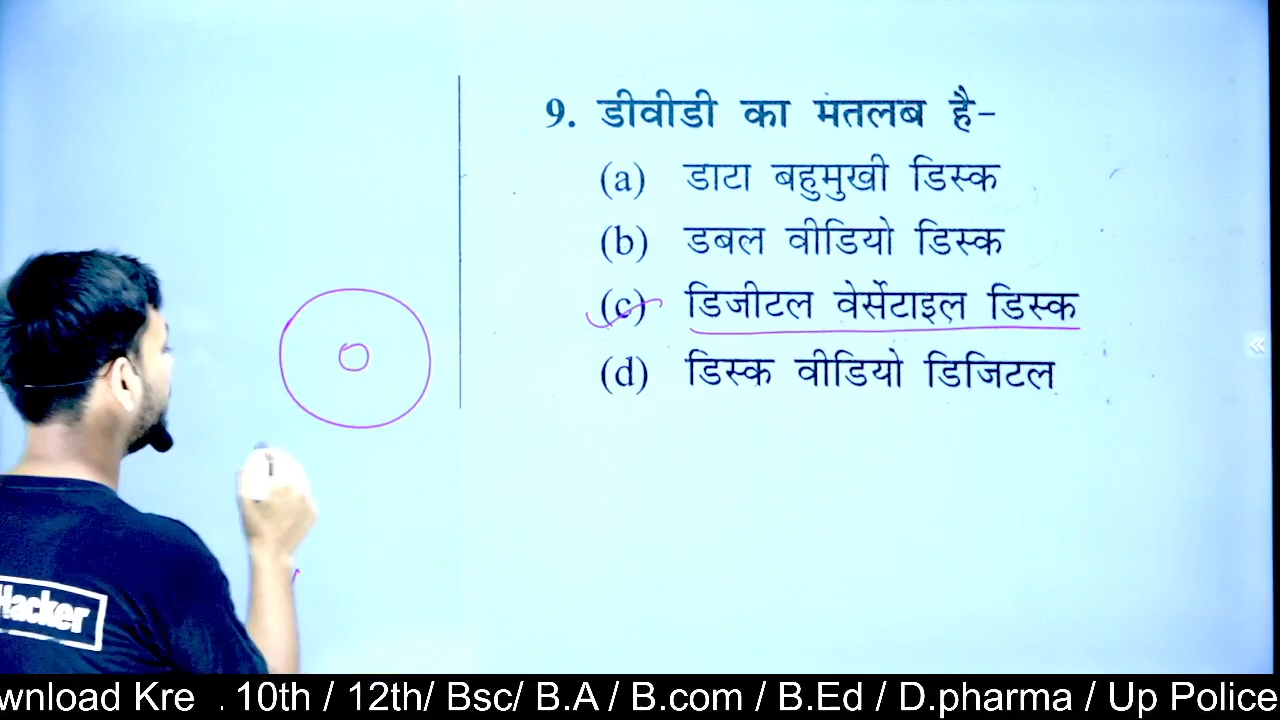 9. डीवीडी का मतलब है-
(a) डाटा बहुमुखी डिस्क
(b) डबल वीडियो डिस्क
(c) डिजीटल वेर्सेटाइल डिस्क
(d) डिस्क वीडियो डिजिटल
Hacker
wnload Kre . 10th / 12th/ Bsc/ B.A / B.com / B.Ed / D.pharma / Up Police